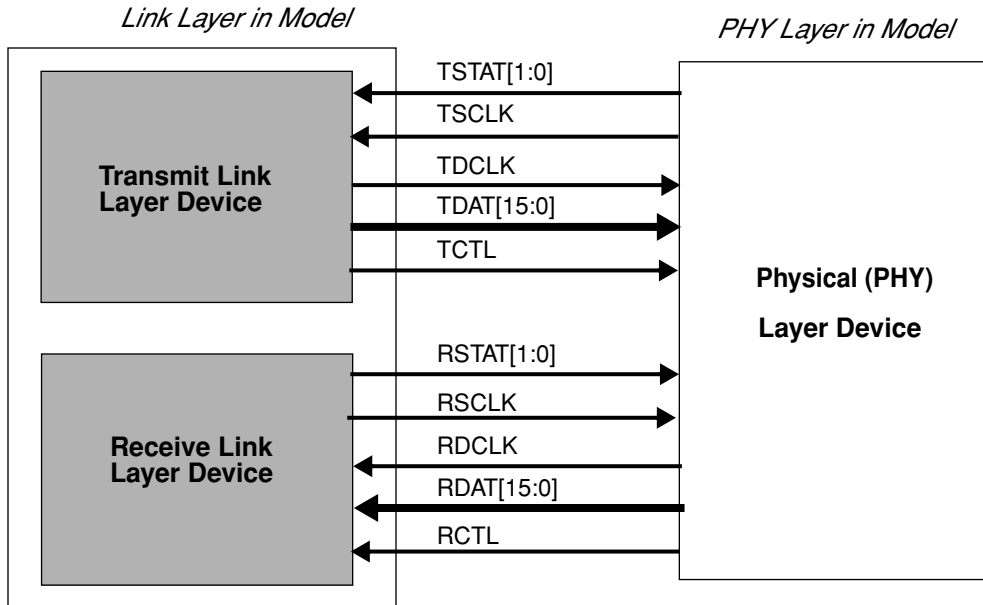 Link Layer in Model
PHY Layer in Model
TSTAT[1:0]
TSCLK
TDCLK
TDAT[15:0]
TCTL
Transmit Link
Layer Device
Physical (PHY)
Layer Device
RSTAT[1:0]
RSCLK
RDCLK
RDAT[15:0]
RCTL
Receive Link
Layer Device